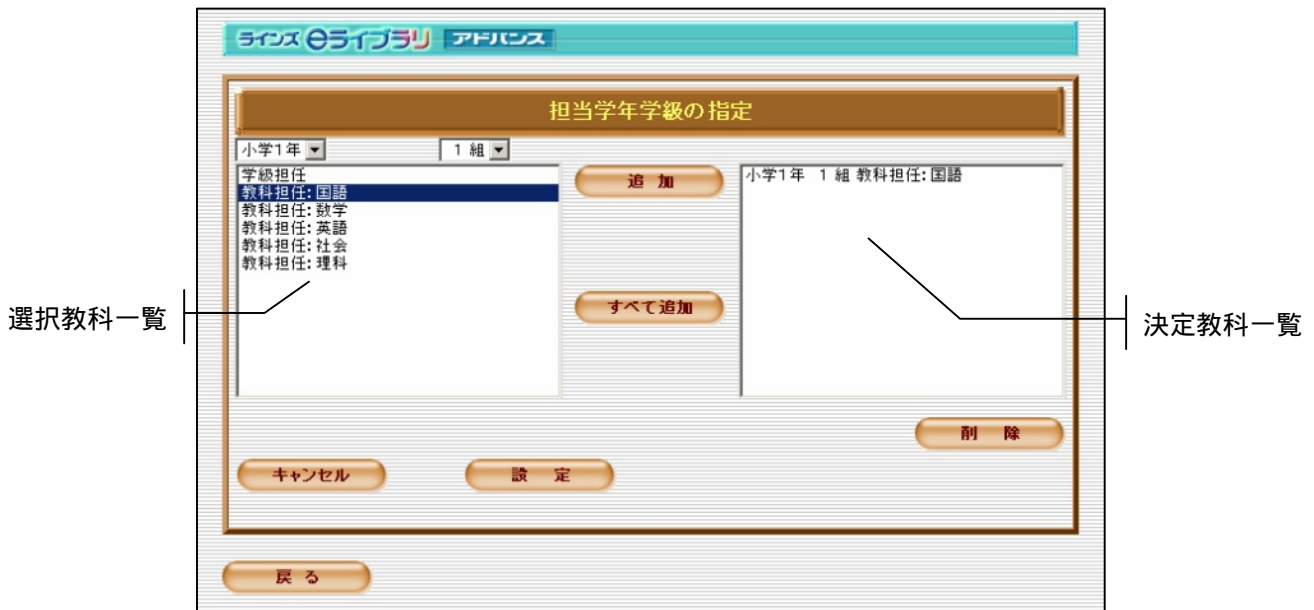 ラインズ eライブラリ アドバンス
担当学年学級の指定
小学1年 1 組
学級担任
教科担任: 国語
教科担任: 数学
教科担任: 英語
教科担任: 社会
教科担任: 理科
追 加
すべて追加
小学1年 1 組 教科担任: 国語
選択教科一覧
決定教科一覧
削 除
キャンセル
設 定
戻 る